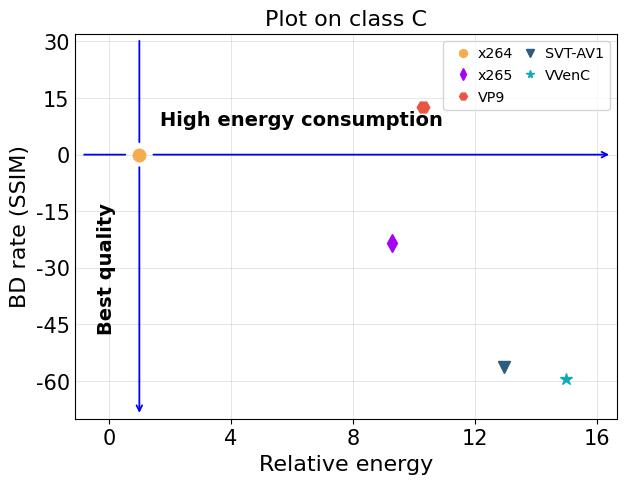 Plot on class C
30
15
0
-15
-30
-45
-60
BD rate (SSIM)
x264
x265
VP9
SVT-AV1
VVenC
High energy consumption
Best quality
0
4
8
12
16
Relative energy